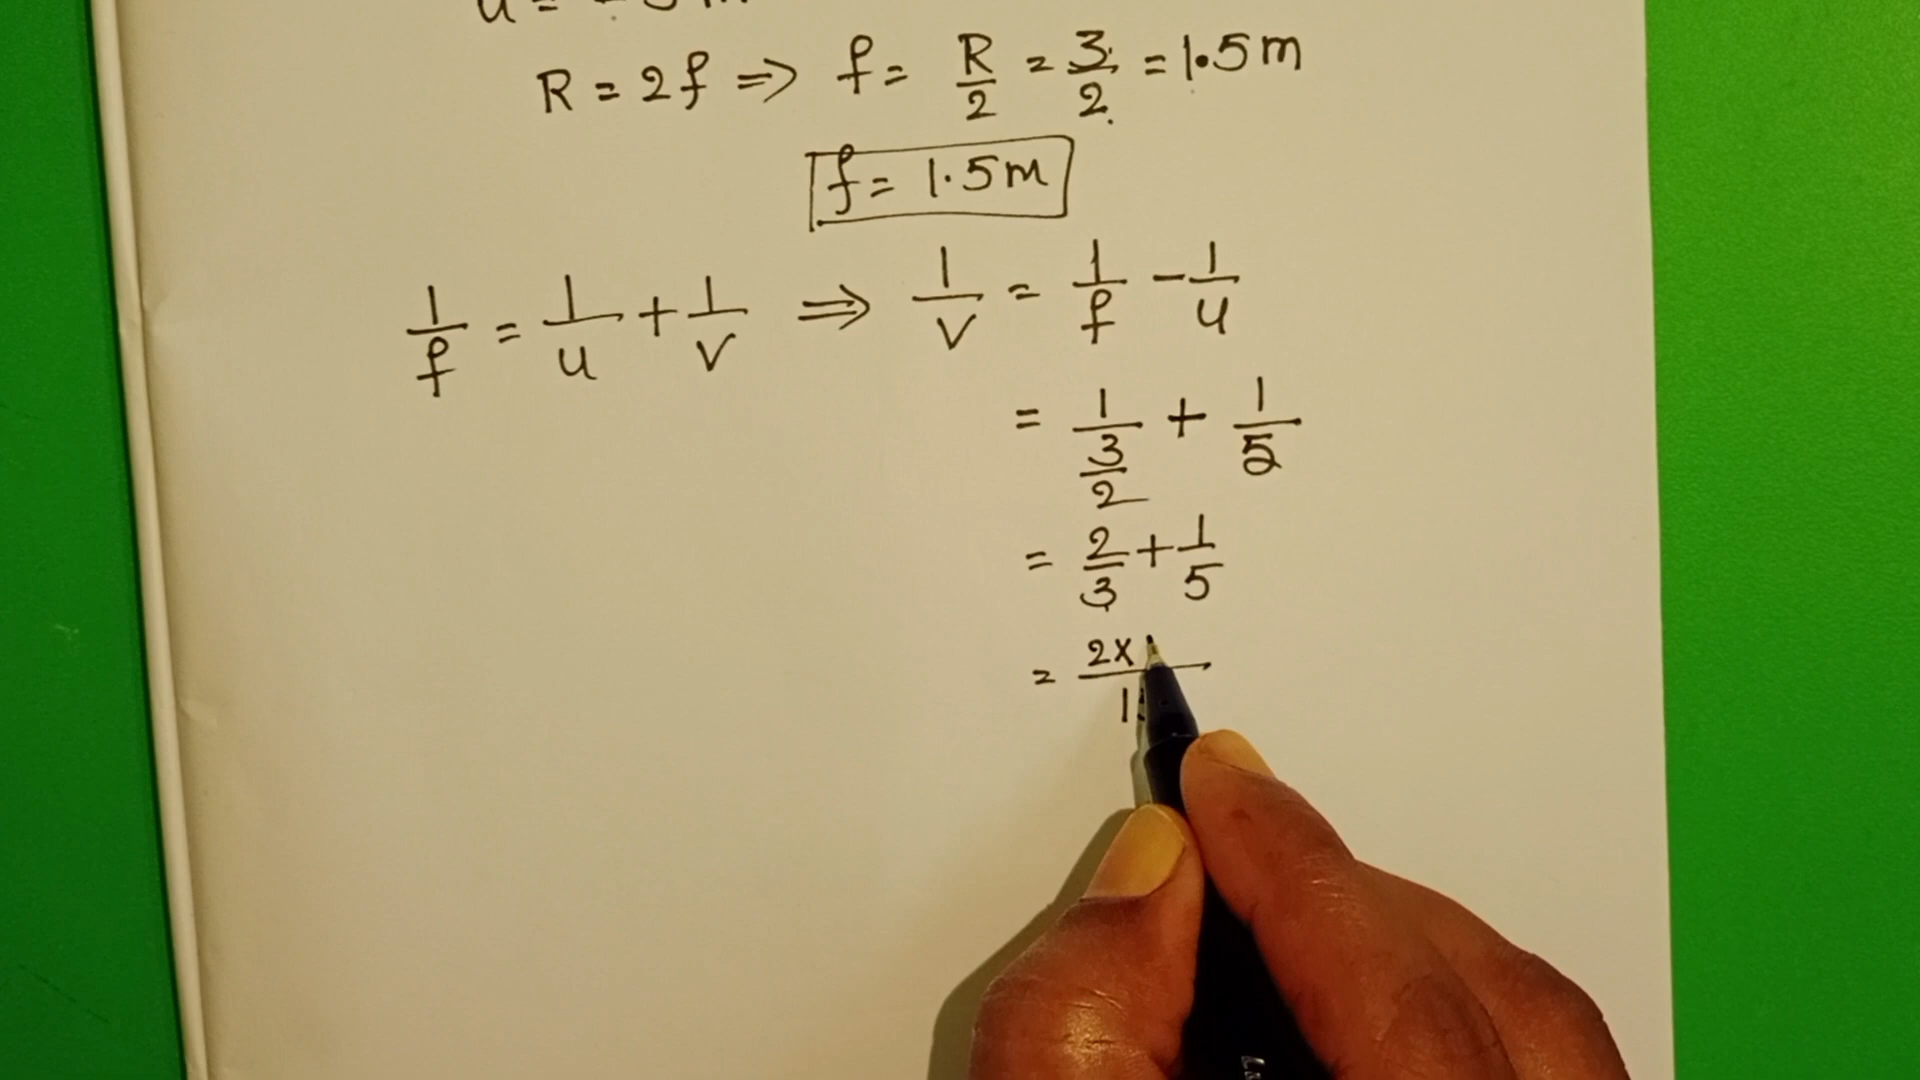 R = 2f ⇒ f = R/2 = 3/2 = 1.5m
f = 1.5m
1/f = 1/u + 1/v ⇒ 1/v = 1/f - 1/u
= 1/(3/2) + 1/5
= 2/3 + 1/5
= 2x